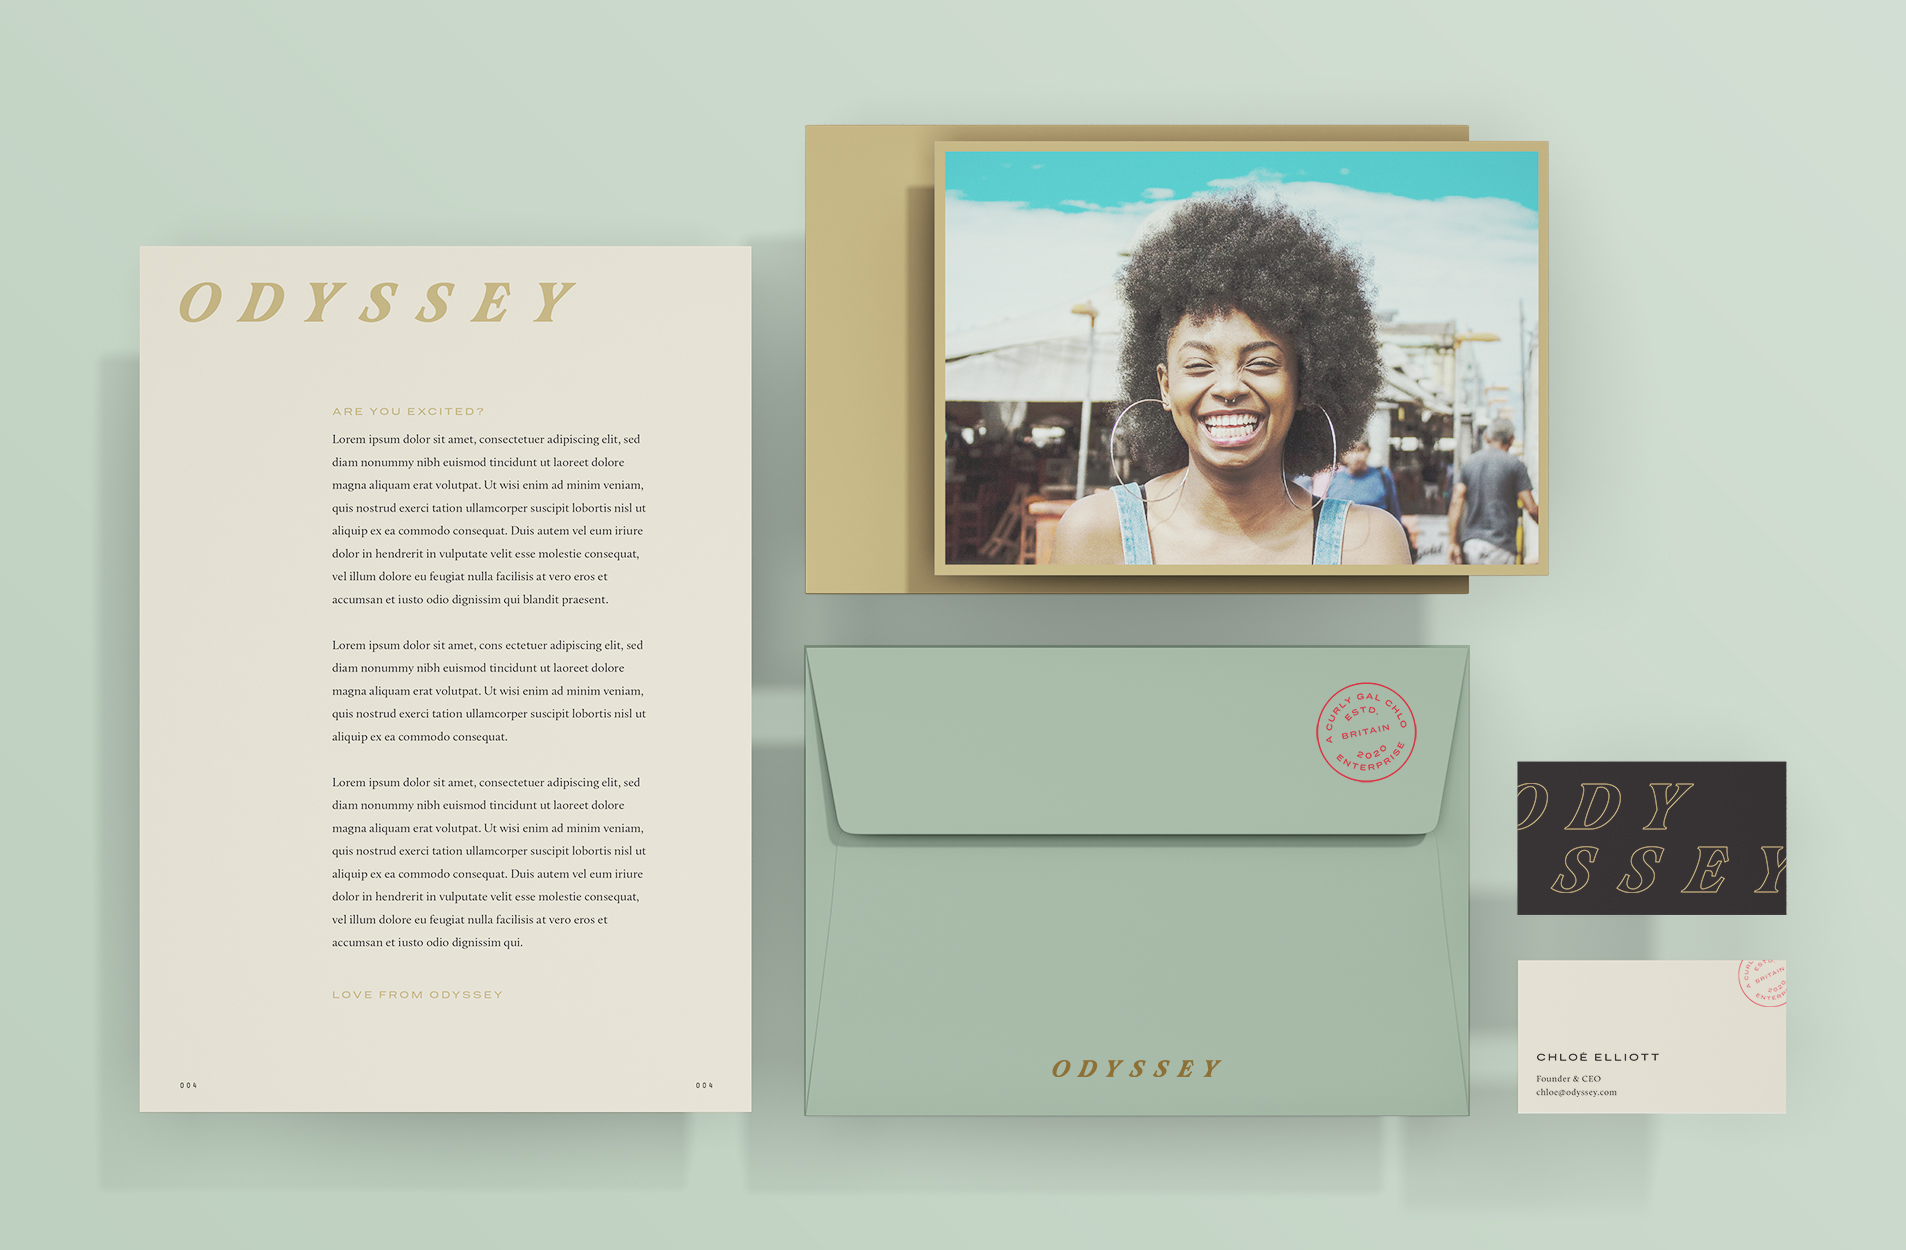 ODYSSEY
ARE YOU EXCITED?
Lorem ipsum dolor sit amet, consectetuer adipiscing elit, sed
diam nonummy nibh euismod tincidunt ut laoreet dolore
magna aliquam erat volutpat. Ut wisi enim ad minim veniam,
quis nostrud exerci tation ullamcorper suscipit lobortis nisl ut
aliquip ex ea commodo consequat. Duis autem vel eum iriure
dolor in hendrerit in vulputate velit esse molestie consequat,
vel illum dolore eu feugiat nulla facilisis at vero eros et
accumsan et iusto odio dignissim qui blandit praesent.
Lorem ipsum dolor sit amet, cons ectetuer adipiscing elit, sed
diam nonummy nibh euismod tincidunt ut laoreet dolore
magna aliquam erat volutpat. Ut wisi enim ad minim veniam,
quis nostrud exerci tation ullamcorper suscipit lobortis nisl ut
aliquip ex ea commodo consequat.
Lorem ipsum dolor sit amet, consectetuer adipiscing elit, sed
diam nonummy nibh euismod tincidunt ut laoreet dolore
magna aliquam erat volutpat. Ut wisi enim ad minim veniam,
quis nostrud exerci tation ullamcorper suscipit lobortis nisl ut
aliquip ex ea commodo consequat. Duis autem vel eum iriure
dolor in hendrerit in vulputate velit esse molestie consequat,
vel illum dolore eu feugiat nulla facilisis at vero eros et
accumsan et iusto odio dignissim qui.
LOVE FROM ODYSSEY
004 004
A CURLY GAL CHLO
ESTD.
BRITAIN
2020
ENTERPRISE
ODYSSEY
ODY
SSEY
A CURL
ESTD.
BRITAIN
2020
ENTERP
CHLOÉ ELLIOTT
Founder & CEO
chloe@odyssey.com